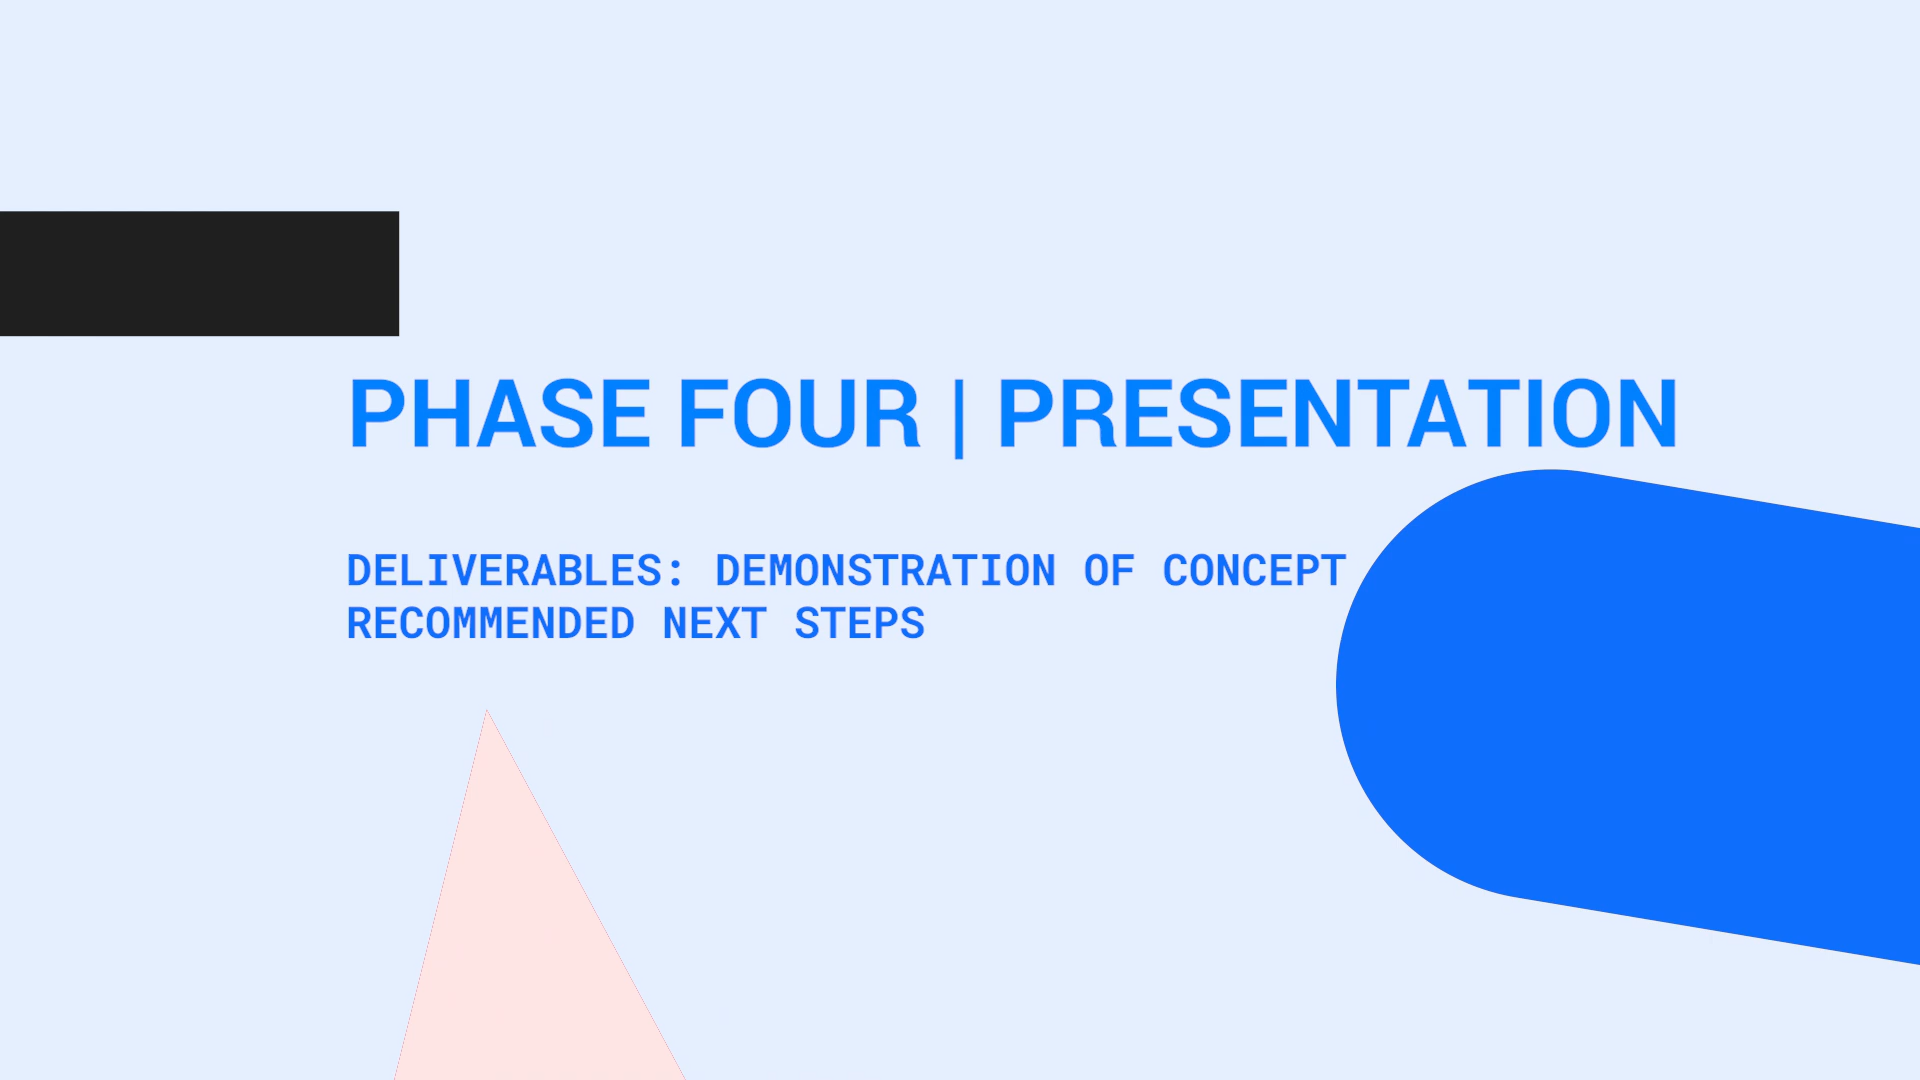 PHASE FOUR | PRESENTATION
DELIVERABLES: DEMONSTRATION OF CONCEPT
RECOMMENDED NEXT STEPS